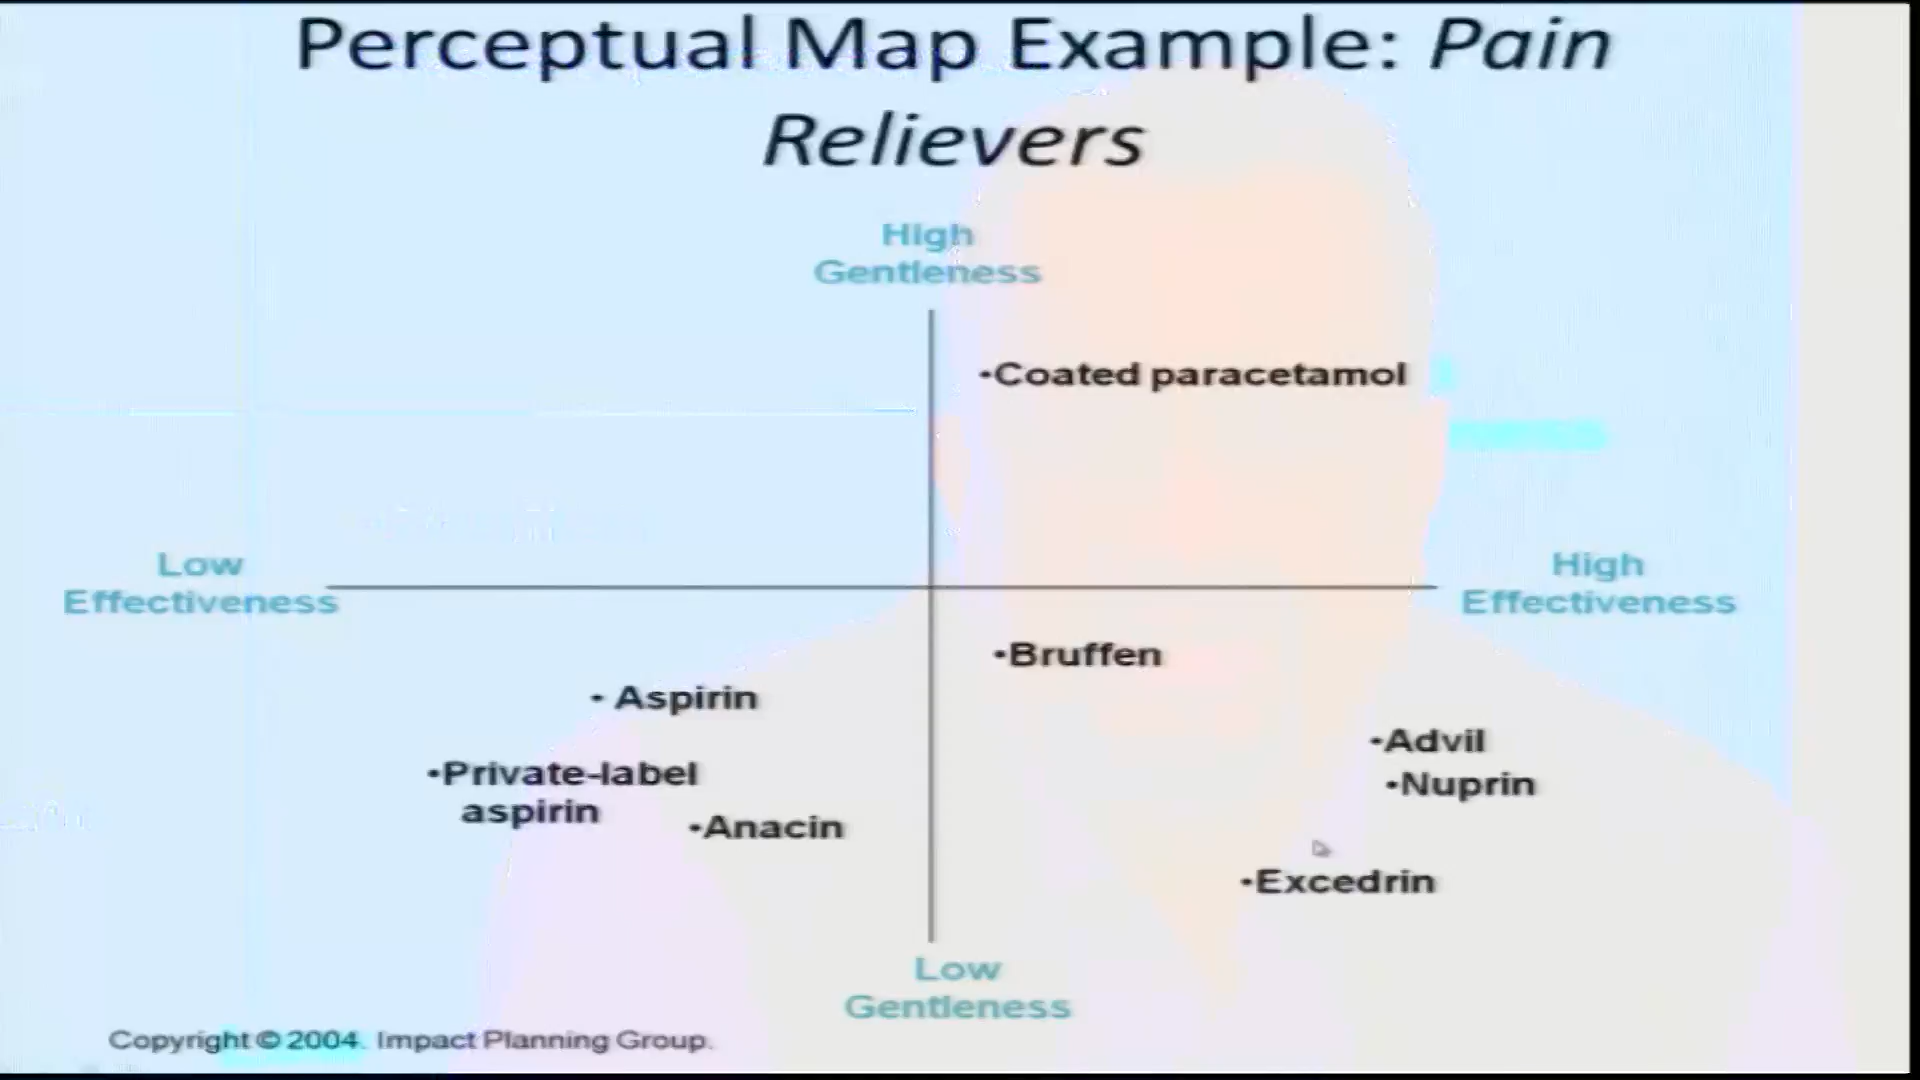 Perceptual Map Example: Pain
Relievers
High
Gentleness
•Coated paracetamol
Low
Effectiveness
High
Effectiveness
•Bruffen
• Aspirin
•Advil
•Private-label
aspirin
•Nuprin
•Anacin
•Excedrin
Low
Gentleness
Copyright © 2004. Impact Planning Group.